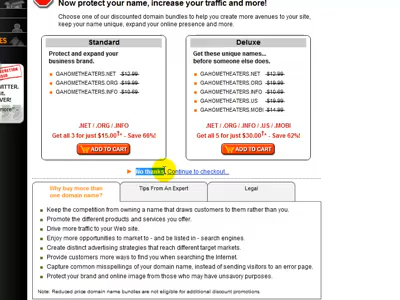 Now protect your name, increase your traffic and more!
Choose one of our discounted domain bundles to help you create more avenues to your site,
keep your name unique, expand your online presence and more.
Standard
Protect and expand your
business brand.
GAHOMETHEATERS.NET $12.99
GAHOMETHEATERS.ORG $19.99
GAHOMETHEATERS.INFO $10.69
.NET / .ORG / .INFO
Get all 3 for just $15.00†* - Save 66%!
ADD TO CART
Deluxe
Get these unique names...
before someone else does.
GAHOMETHEATERS.NET $12.99
GAHOMETHEATERS.ORG $19.99
GAHOMETHEATERS.INFO $10.69
GAHOMETHEATERS.US $19.99
GAHOMETHEATERS.MOBI $14.99
.NET / .ORG / .INFO / .US / .MOBI
Get all 5 for just $30.00†* - Save 62%!
ADD TO CART
No thanks. Continue to checkout...
Why buy more than
one domain name?
Tips From An Expert
Legal
Keep the competition from owning a name that draws customers to them rather than you.
Promote the different products and services you offer.
Drive more traffic to your Web site.
Enjoy more opportunities to market to - and be listed in - search engines.
Create distinct advertising strategies that reach different target markets.
Provide customers more ways to find you when searching the Internet.
Capture common misspellings of your domain name, instead of sending visitors to an error page.
Protect your brand and online image from those who may have unsavory purposes.
Note: Reduced price domain name bundles are not eligible for additional discount promotions.